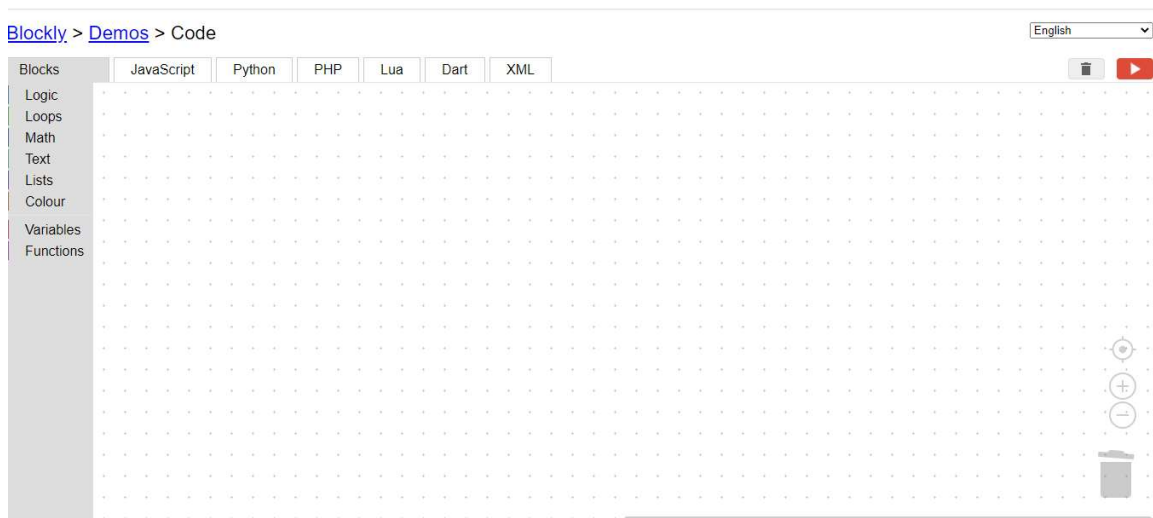 Blockly > Demos > Code
English
Blocks JavaScript Python PHP Lua Dart XML
Logic
Loops
Math
Text
Lists
Colour
Variables
Functions